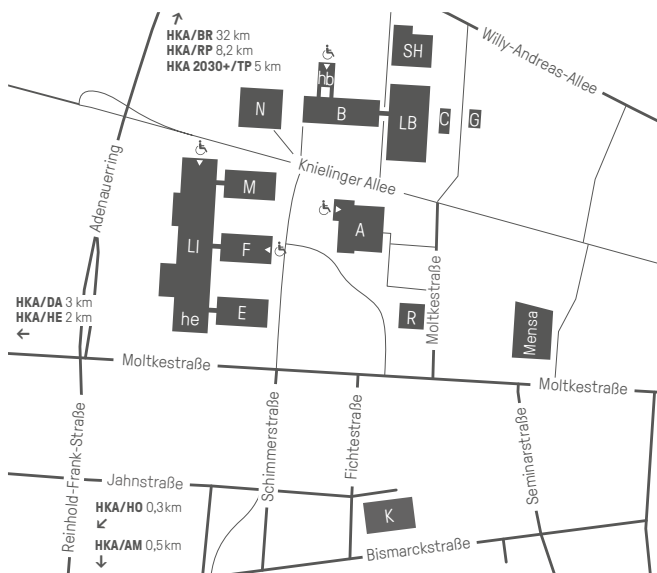 HKA/BR 32 km
HKA/RP 8,2 km
HKA 2030+/TP 5 km
SH
Willy-Andreas-Allee
hb
N
B
LB
C
G
Knielinger Allee
Adenauerring
M
A
LI
F
HKA/DA 3 km
HKA/HE 2 km
he
E
R
Moltkestraße
Mensa
Moltkestraße
Moltkestraße
Reinhold-Frank-Straße
Schimmerstraße
Fichtestraße
Seminarstraße
Jahnstraße
HKA/HO 0,3 km
K
HKA/AM 0,5 km
Bismarckstraße